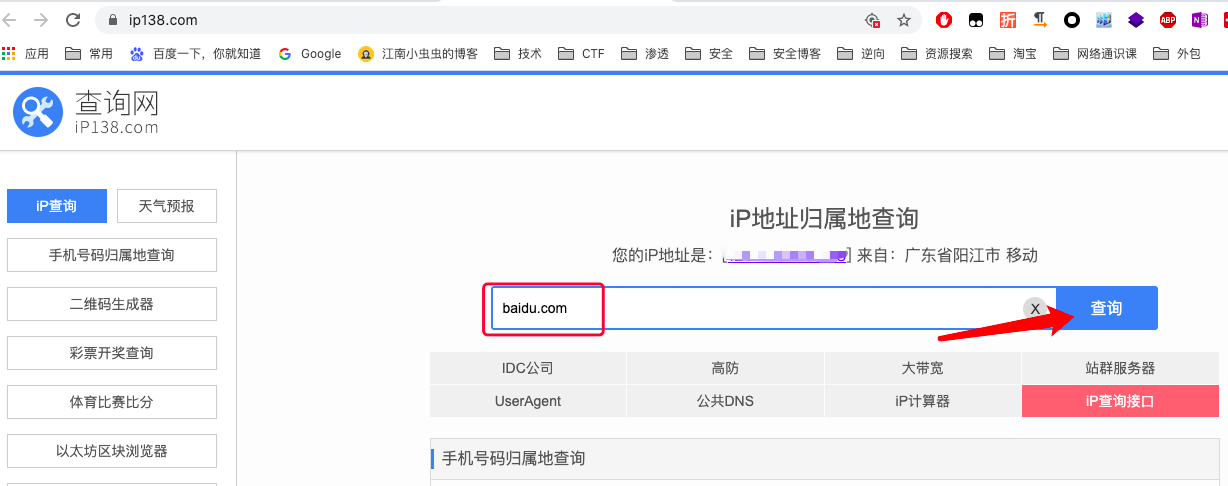 ip138.com
应用 常用 百度一下，你就知道 Google 江南小虫虫的博客 技术 CTF 渗透 安全 安全博客 逆向 资源搜索 淘宝 网络通识课 外包
查询网
iP138.com
iP查询 天气预报
手机号码归属地查询
二维码生成器
彩票开奖查询
体育比赛比分
以太坊区块浏览器
iP地址归属地查询
您的iP地址是：[ ] 来自：广东省阳江市 移动
baidu.com X 查询
IDC公司 高防 大带宽 站群服务器
UserAgent 公共DNS iP计算器 iP查询接口
手机号码归属地查询